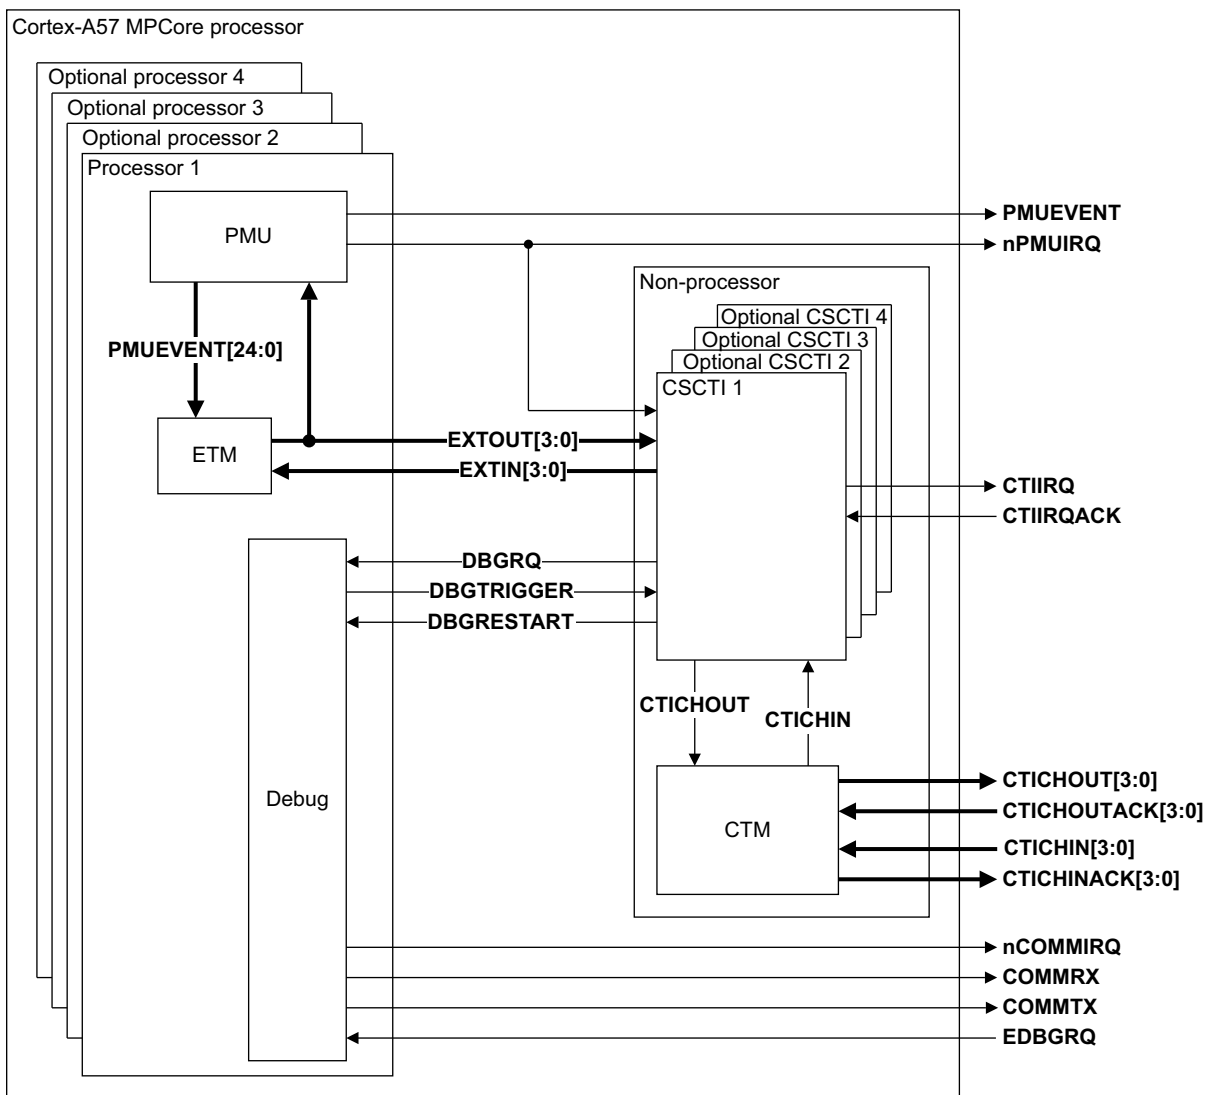 Cortex-A57 MPCore processor
Optional processor 4
Optional processor 3
Optional processor 2
Processor 1
PMU
PMUEVENT
nPMUIRQ
Non-processor
Optional CSCTI 4
Optional CSCTI 3
Optional CSCTI 2
CSCTI 1
PMUEVENT[24:0]
ETM
EXTOUT[3:0]
EXTIN[3:0]
CTIIRQ
CTIIRQACK
DBGRQ
DBGTRIGGER
DBGRESTART
CTICHOUT
CTICHIN
Debug
CTM
CTICHOUT[3:0]
CTICHOUTACK[3:0]
CTICHIN[3:0]
CTICHINACK[3:0]
nCOMMIRQ
COMMRX
COMMTX
EDBGRQ